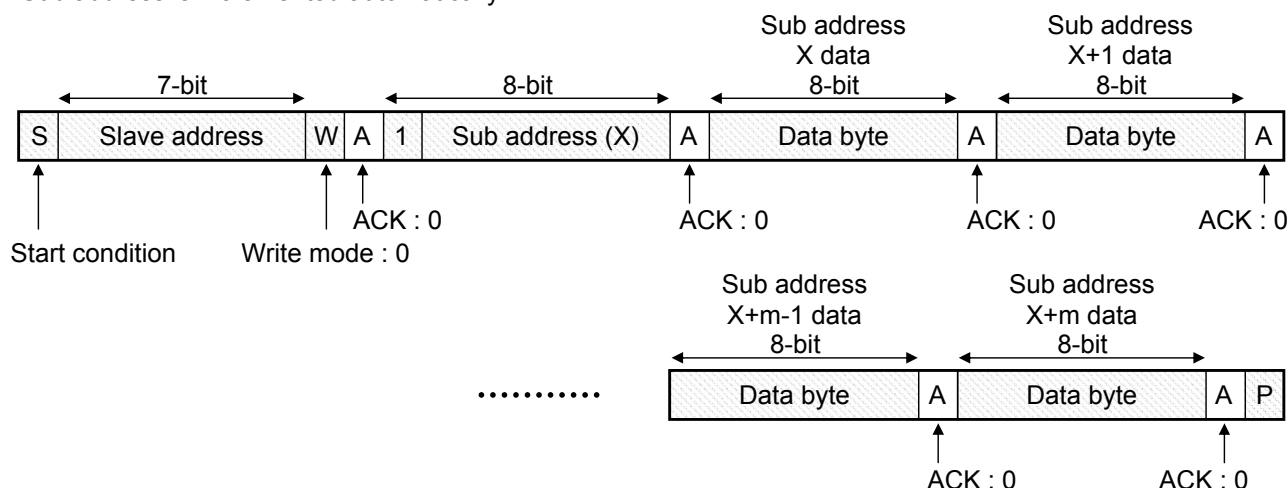 Sub address
X data
8-bit
Sub address
X+1 data
8-bit
7-bit
8-bit
S Slave address W A 1 Sub address (X) A Data byte A Data byte A
ACK : 0 ACK : 0 ACK : 0 ACK : 0
Start condition Write mode : 0
Sub address
X+m-1 data
8-bit
Sub address
X+m data
8-bit
........... Data byte A Data byte A P
ACK : 0 ACK : 0